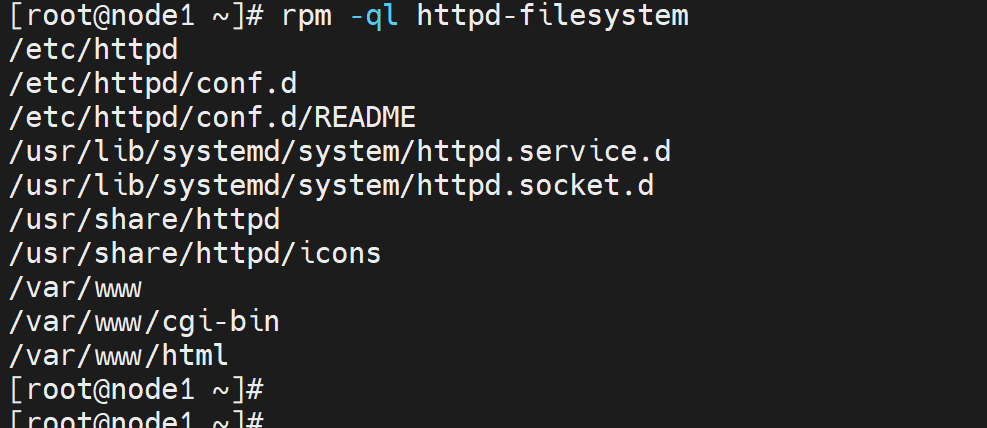 [root@node1 ~]# rpm -ql httpd-filesystem
/etc/httpd
/etc/httpd/conf.d
/etc/httpd/conf.d/README
/usr/lib/systemd/system/httpd.service.d
/usr/lib/systemd/system/httpd.socket.d
/usr/share/httpd
/usr/share/httpd/icons
/var/www
/var/www/cgi-bin
/var/www/html
[root@node1 ~]#
[root@node1 ~]#